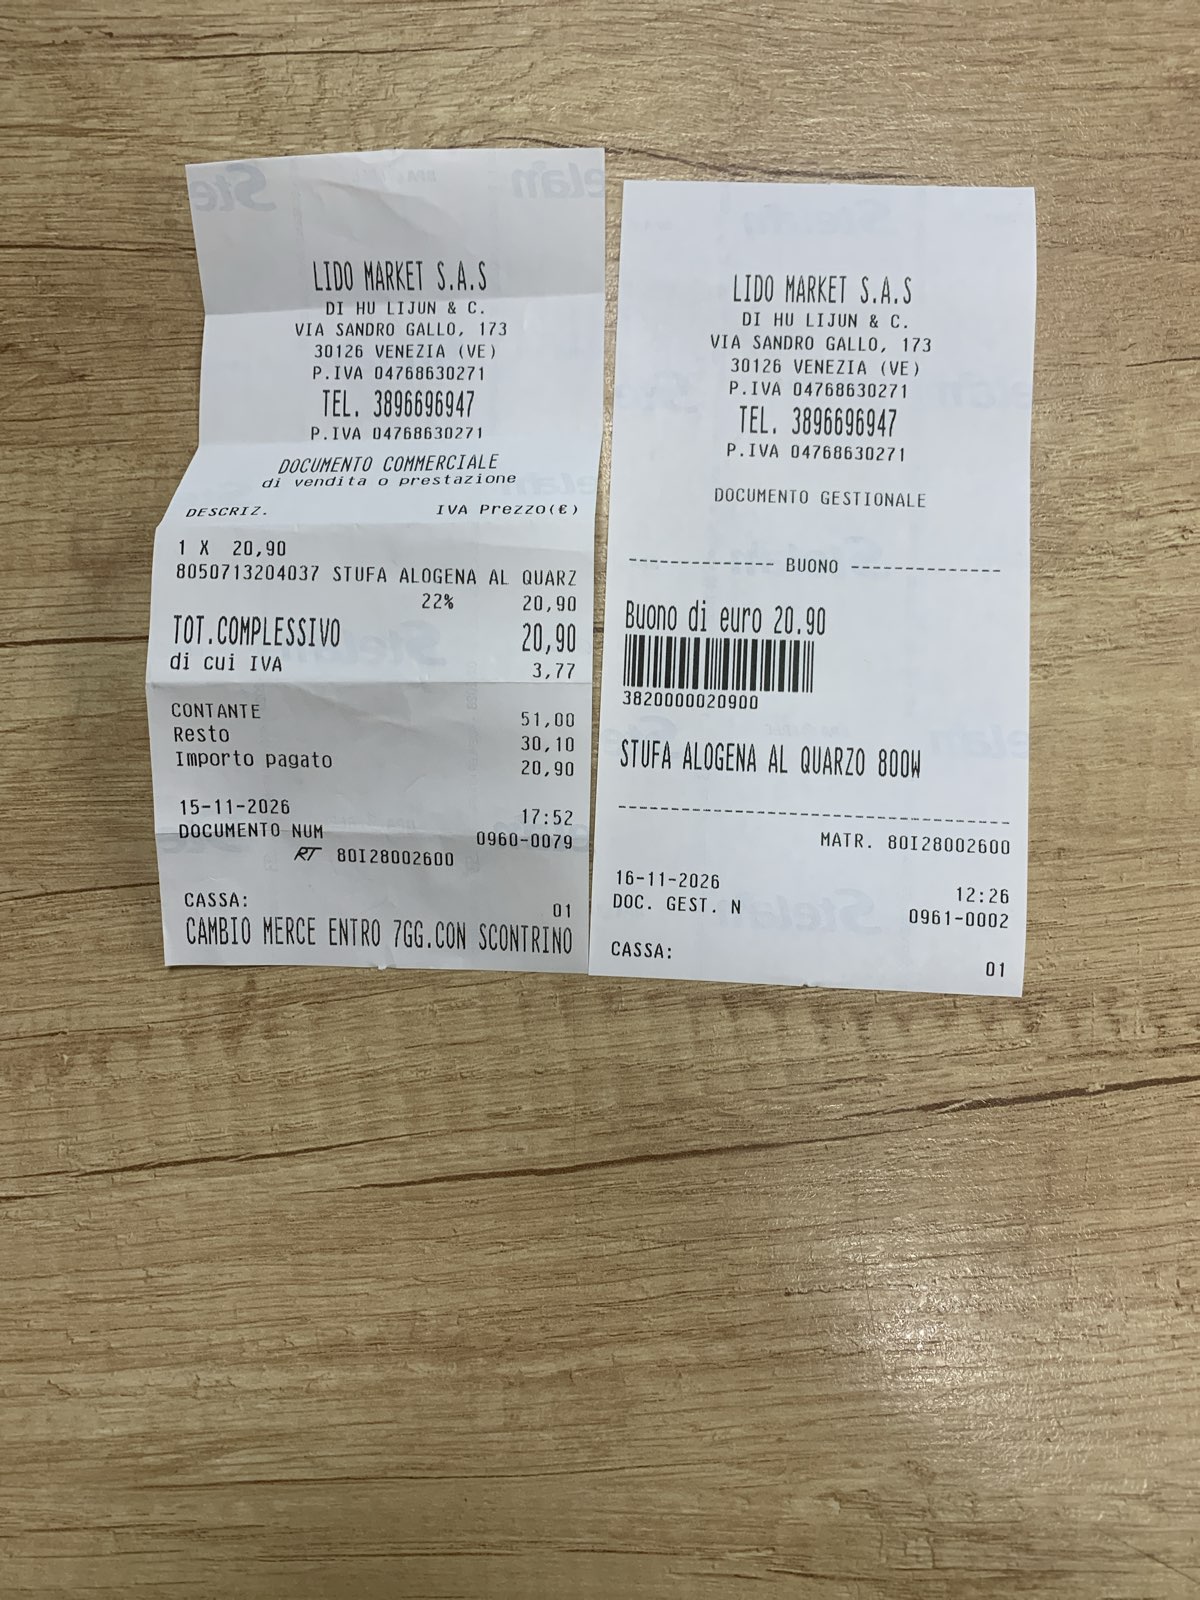 LIDO MARKET S.A.S
DI HU LIJUN & C.
VIA SANDRO GALLO, 173
30126 VENEZIA (VE)
P.IVA 04768630271
TEL. 3896696947
P.IVA 04768630271
DOCUMENTO COMMERCIALE
di vendita o prestazione
DESCRIZ. IVA Prezzo(€)
1 X 20,90
8050713204037 STUFA ALOGENA AL QUARZ
22% 20,90
TOT.COMPLESSIVO 20,90
di cui IVA 3,77
CONTANTE 51,00
Resto 30,10
Importo pagato 20,90
15-11-2026 17:52
DOCUMENTO NUM 0960-0079
RT 80I28002600
CASSA: 01
CAMBIO MERCE ENTRO 7GG.CON SCONTRINO
LIDO MARKET S.A.S
DI HU LIJUN & C.
VIA SANDRO GALLO, 173
30126 VENEZIA (VE)
P.IVA 04768630271
TEL. 3896696947
P.IVA 04768630271
DOCUMENTO GESTIONALE
-------------- BUONO --------------
Buono di euro 20.90
3820000020900
STUFA ALOGENA AL QUARZO 800W
MATR. 80I28002600
16-11-2026 12:26
DOC. GEST. N 0961-0002
CASSA: 01